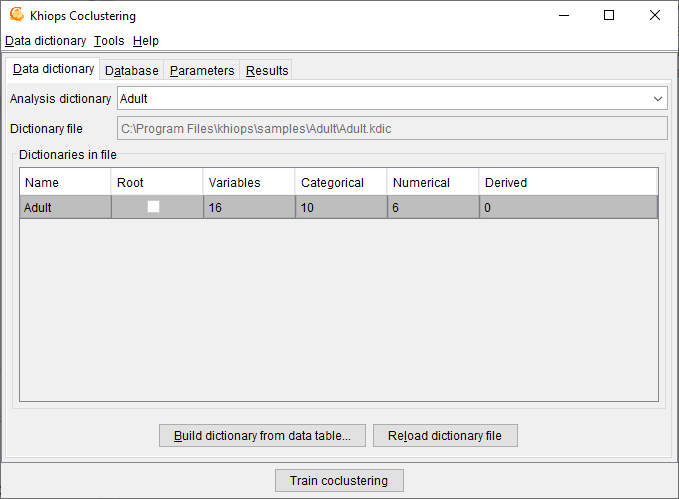 Khiops Coclustering
Data dictionary Tools Help
Data dictionary Database Parameters Results
Analysis dictionary Adult
Dictionary file C:\Program Files\khiops\samples\Adult\Adult.kdic
Dictionaries in file
Name Root Variables Categorical Numerical Derived
Adult 16 10 6 0
Build dictionary from data table... Reload dictionary file
Train coclustering